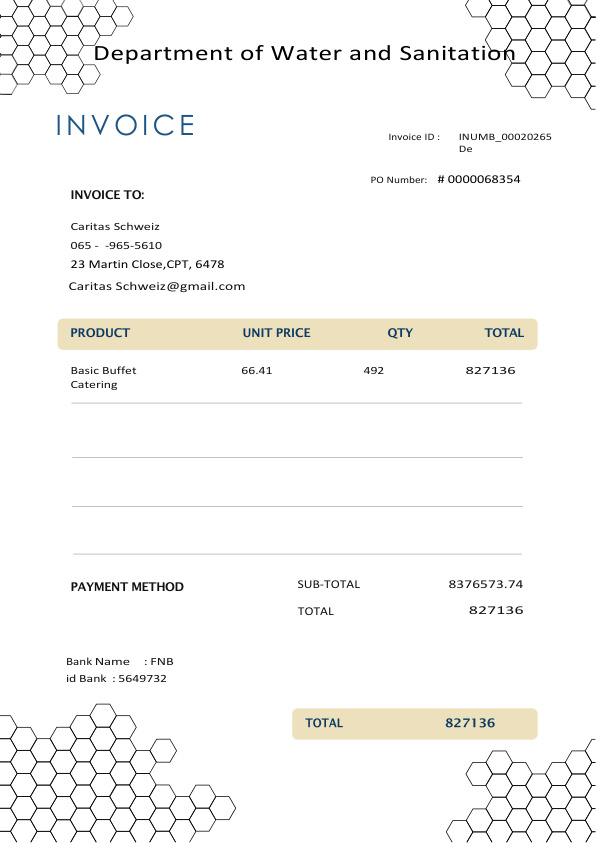 Department of Water and Sanitation
INVOICE
Invoice ID : INUMB_00020265
De
PO Number: # 0000068354
INVOICE TO:
Caritas Schweiz
065 - -965-5610
23 Martin Close,CPT, 6478
Caritas Schweiz@gmail.com
PRODUCT UNIT PRICE QTY TOTAL
Basic Buffet 66.41 492 827136
Catering
PAYMENT METHOD
SUB-TOTAL 8376573.74
TOTAL 827136
Bank Name : FNB
id Bank : 5649732
TOTAL 827136